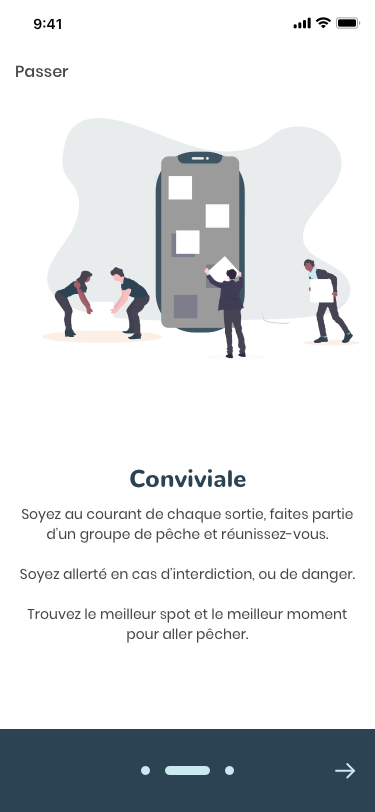 9:41
Passer
Conviviale
Soyez au courant de chaque sortie, faites partie
d'un groupe de pêche et réunissez-vous.
Soyez allerté en cas d'interdiction, ou de danger.
Trouvez le meilleur spot et le meilleur moment
pour aller pêcher.